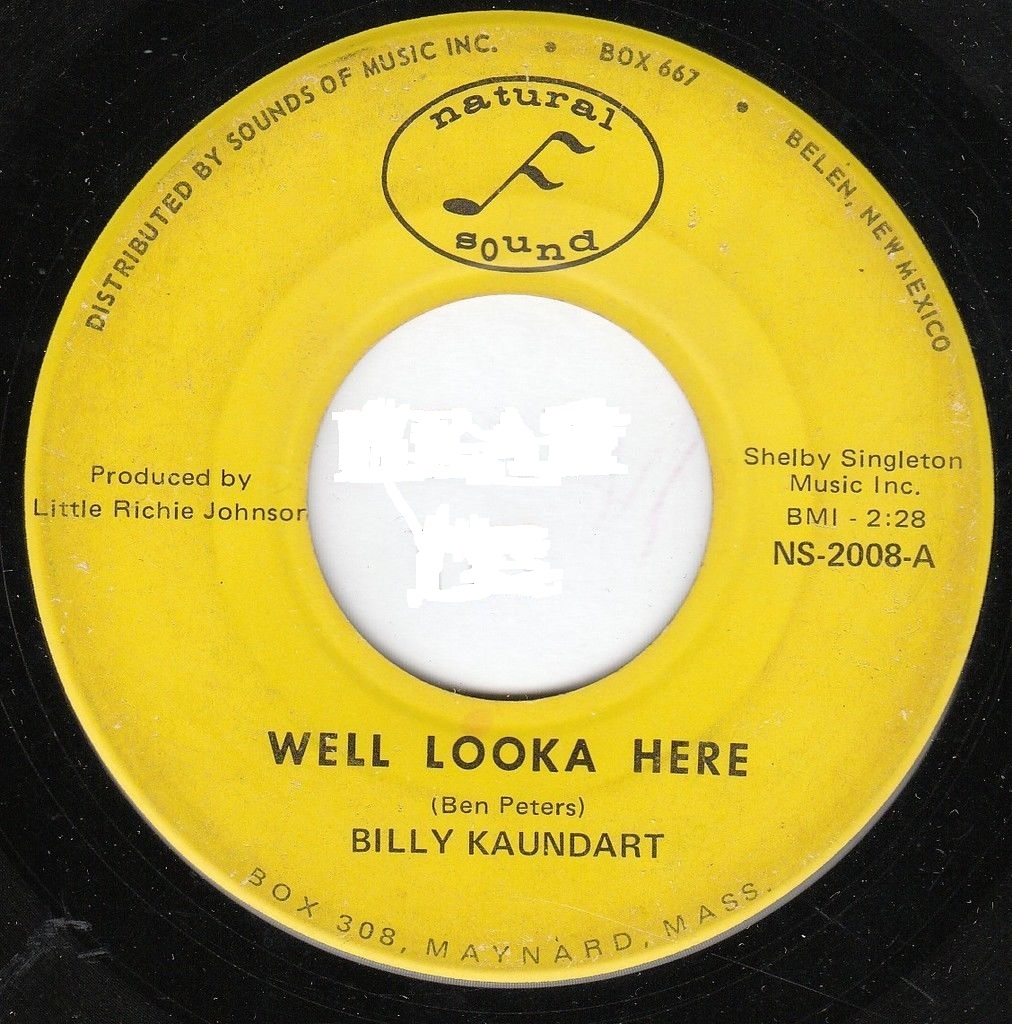 DISTRIBUTED BY SOUNDS OF MUSIC INC. • BOX 667 • BELEN, NEW MEXICO
natural
sound
Produced by
Little Richie Johnson
Shelby Singleton
Music Inc.
BMI - 2:28
NS-2008-A
WELL LOOKA HERE
(Ben Peters)
BILLY KAUNDART
BOX 308, MAYNARD, MASS.